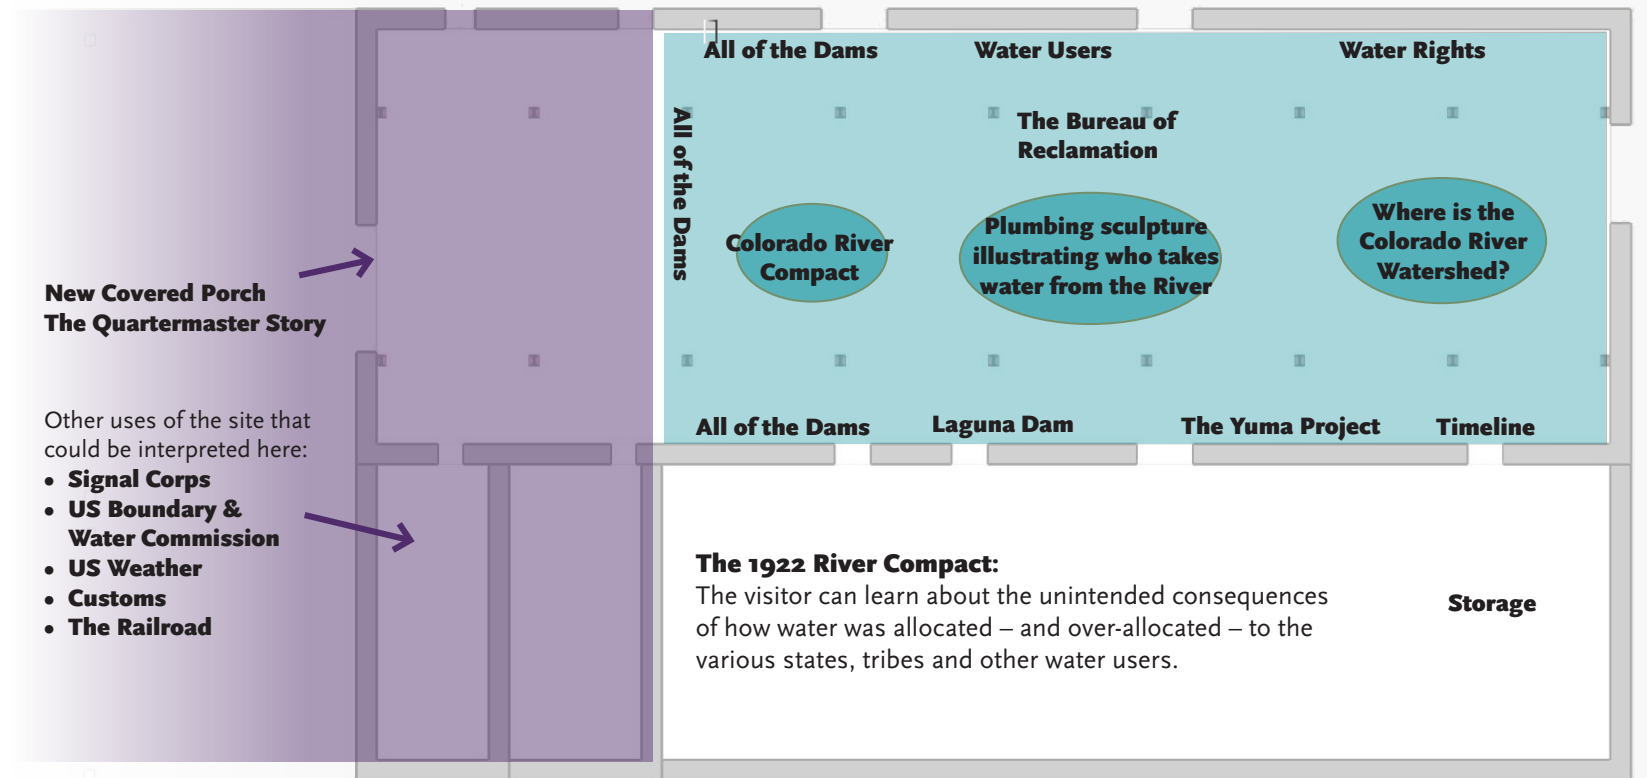 All of the Dams
Water Users
Water Rights
All of the Dams
The Bureau of
Reclamation
Colorado River
Compact
Plumbing sculpture
illustrating who takes
water from the River
Where is the
Colorado River
Watershed?
New Covered Porch
The Quartermaster Story
All of the Dams
Laguna Dam
The Yuma Project
Timeline
Other uses of the site that
could be interpreted here:
• Signal Corps
• US Boundary &
Water Commission
• US Weather
• Customs
• The Railroad
The 1922 River Compact:
The visitor can learn about the unintended consequences
of how water was allocated – and over-allocated – to the
various states, tribes and other water users.
Storage